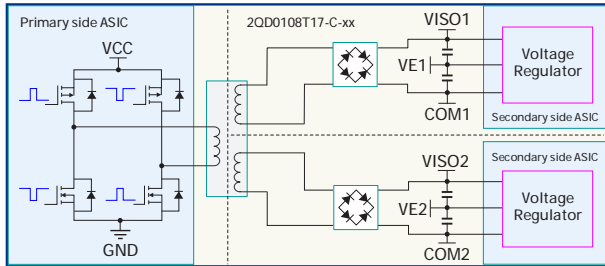 Primary side ASIC
VCC
GND
2QD0108T17-C-xx
VISO1
VE1
COM1
Voltage
Regulator
Secondary side ASIC
Secondary side ASIC
VISO2
VE2
COM2
Voltage
Regulator